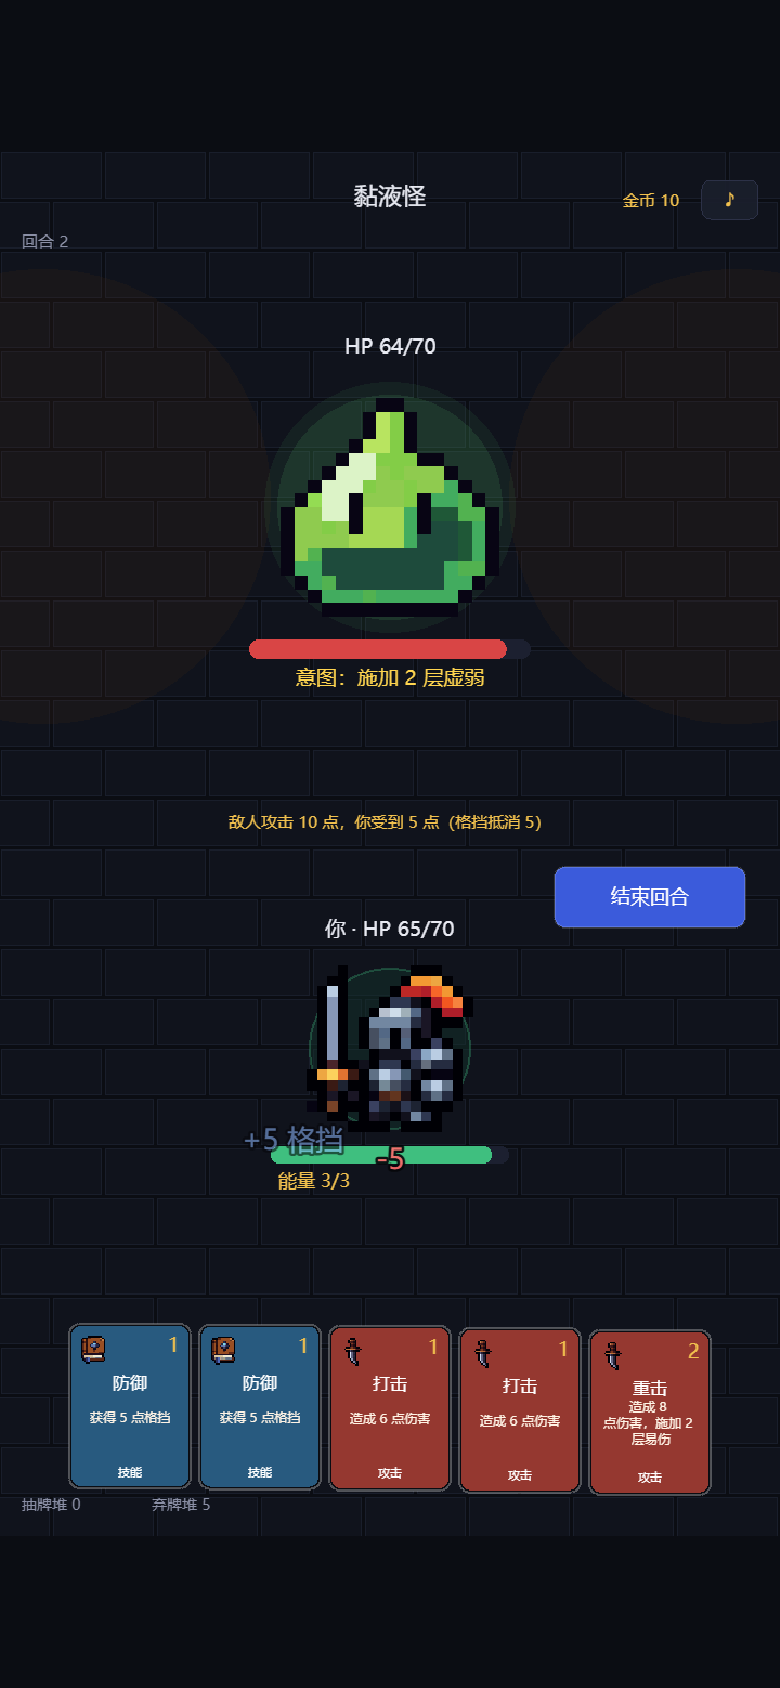 黏液怪
金币 10
♪
回合 2
HP 64/70
意图：施加 2 层虚弱
敌人攻击 10 点，你受到 5 点（格挡抵消 5）
结束回合
你 · HP 65/70
+5 格挡
-5
能量 3/3
1
防御
获得 5 点格挡
技能
1
防御
获得 5 点格挡
技能
1
打击
造成 6 点伤害
攻击
1
打击
造成 6 点伤害
攻击
2
重击
造成 8
点伤害，施加 2
层易伤
攻击
抽牌堆 0
弃牌堆 5